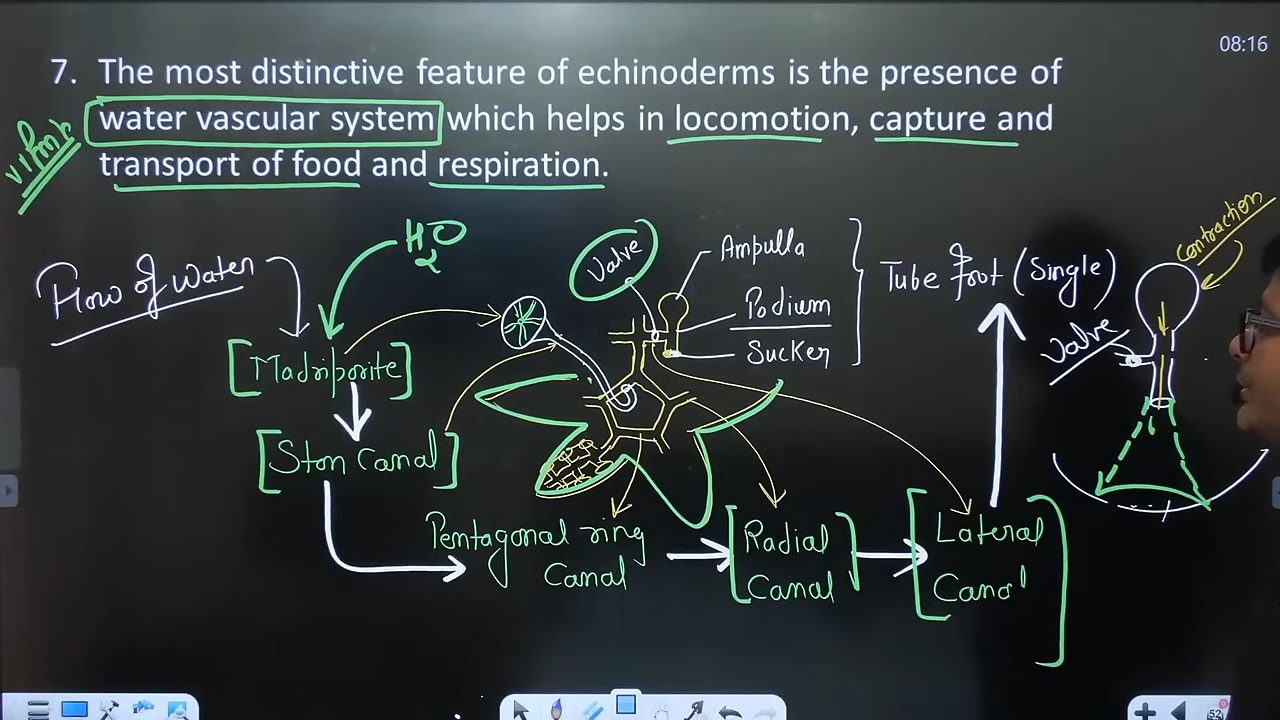 08:16
7. The most distinctive feature of echinoderms is the presence of
water vascular system which helps in locomotion, capture and
transport of food and respiration.
V.Imp.
H2O
Flow of water
[Madriporite]
[Ston Canal]
Pentagonal ring
Canal
[Radial
Canal]
[Lateral
Canal]
Valve
Ampulla
Podium
Sucker
Tube foot (Single)
Contraction
Valve
52